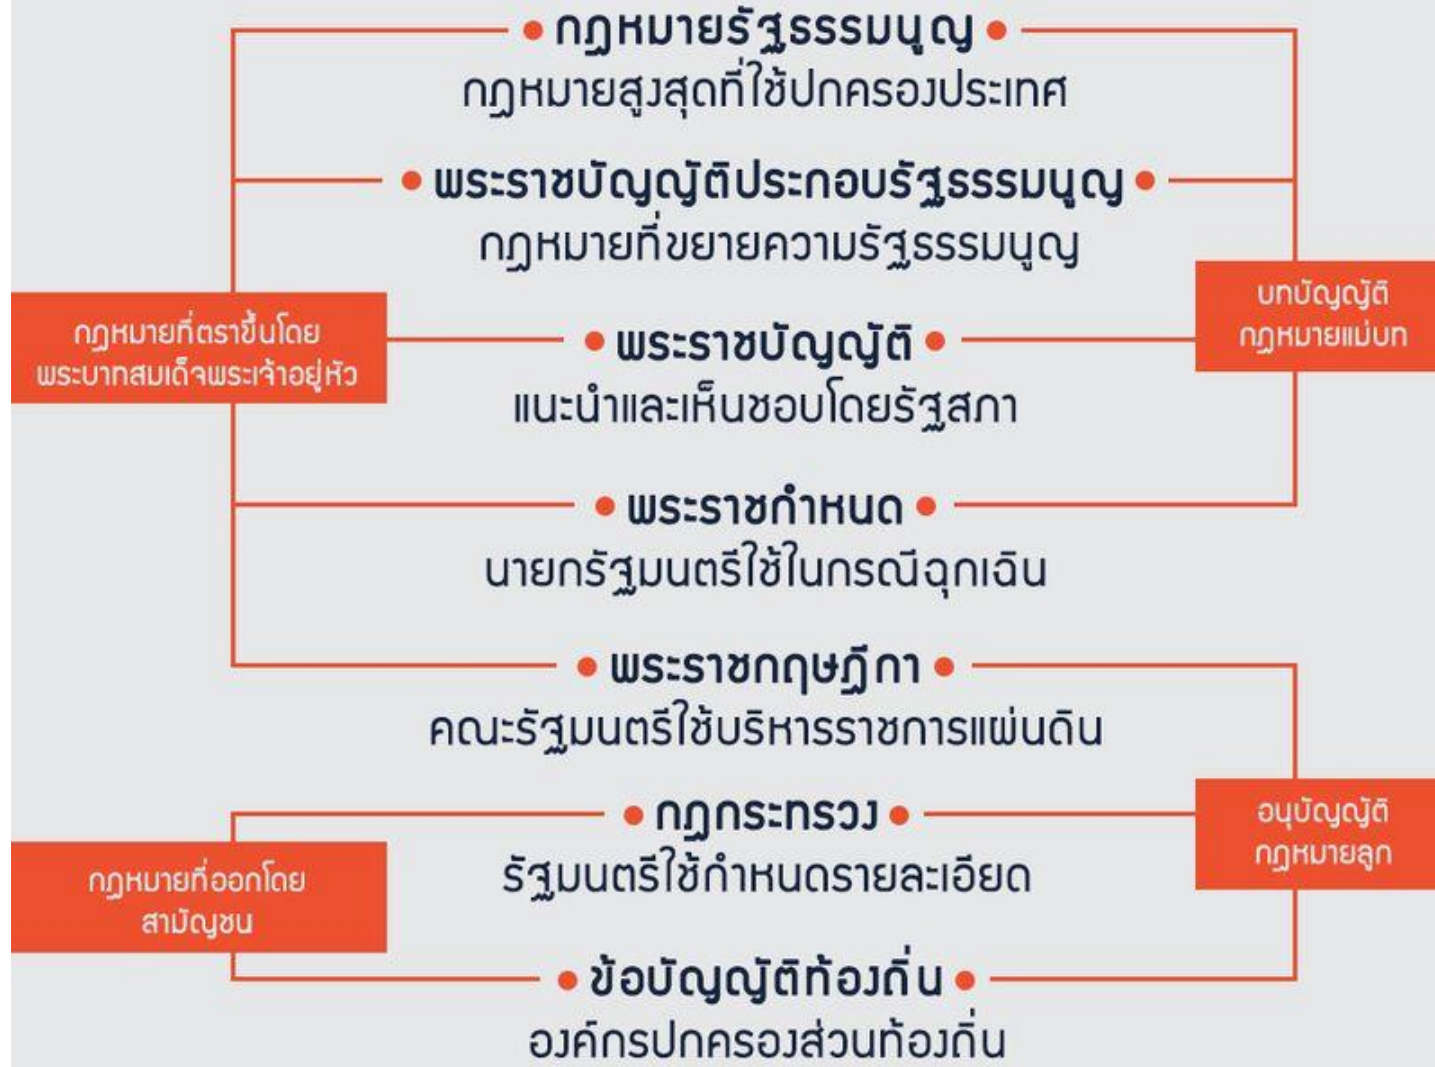 กฎหมายรัฐธรรมนูญ
กฎหมายสูงสุดที่ใช้ปกครองประเทศ
พระราชบัญญัติประกอบรัฐธรรมนูญ
กฎหมายที่ขยายความรัฐธรรมนูญ
บทบัญญัติ
กฎหมายแม่บท
กฎหมายที่ตราขึ้นโดย
พระบาทสมเด็จพระเจ้าอยู่หัว
พระราชบัญญัติ
แนะนำและเห็นชอบโดยรัฐสภา
พระราชกำหนด
นายกรัฐมนตรีใช้ในกรณีฉุกเฉิน
พระราชกฤษฎีกา
คณะรัฐมนตรีใช้บริหารราชการแผ่นดิน
กฎกระทรวง
รัฐมนตรีใช้กำหนดรายละเอียด
อนุบัญญัติ
กฎหมายลูก
กฎหมายที่ออกโดย
สามัญชน
ข้อบัญญัติท้องถิ่น
องค์กรปกครองส่วนท้องถิ่น